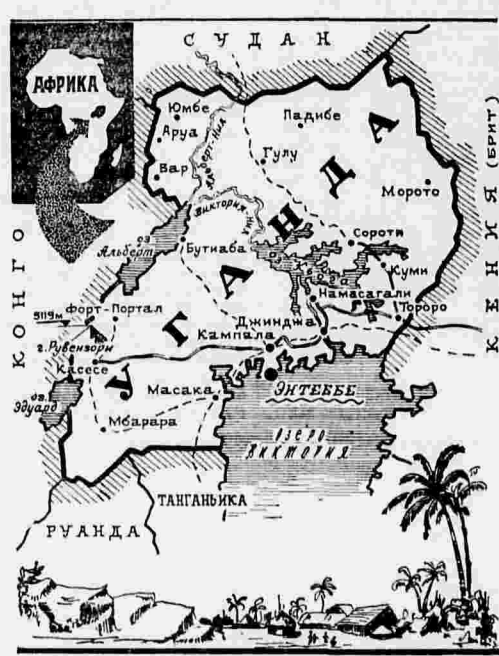 СУДАН
АФРИКА
Юмбе
Аруа
Вар
Падибе
Гулу
Альберт-Нил
Виктория-Нил
Морото
КЕНИЯ (БРИТ)
КОНГО
оз. Альберт
Бутиаба
УГАНДА
Сороти
Куми
Намасагали
Тороро
5119м
Форт-Портал
г. Рувензори
Касесе
Джинджа
Кампала
ЭНТЕББЕ
Масака
Мбарара
оз. Эдуард
ОЗЕРО
ВИКТОРИЯ
ТАНГАНЬИКА
РУАНДА